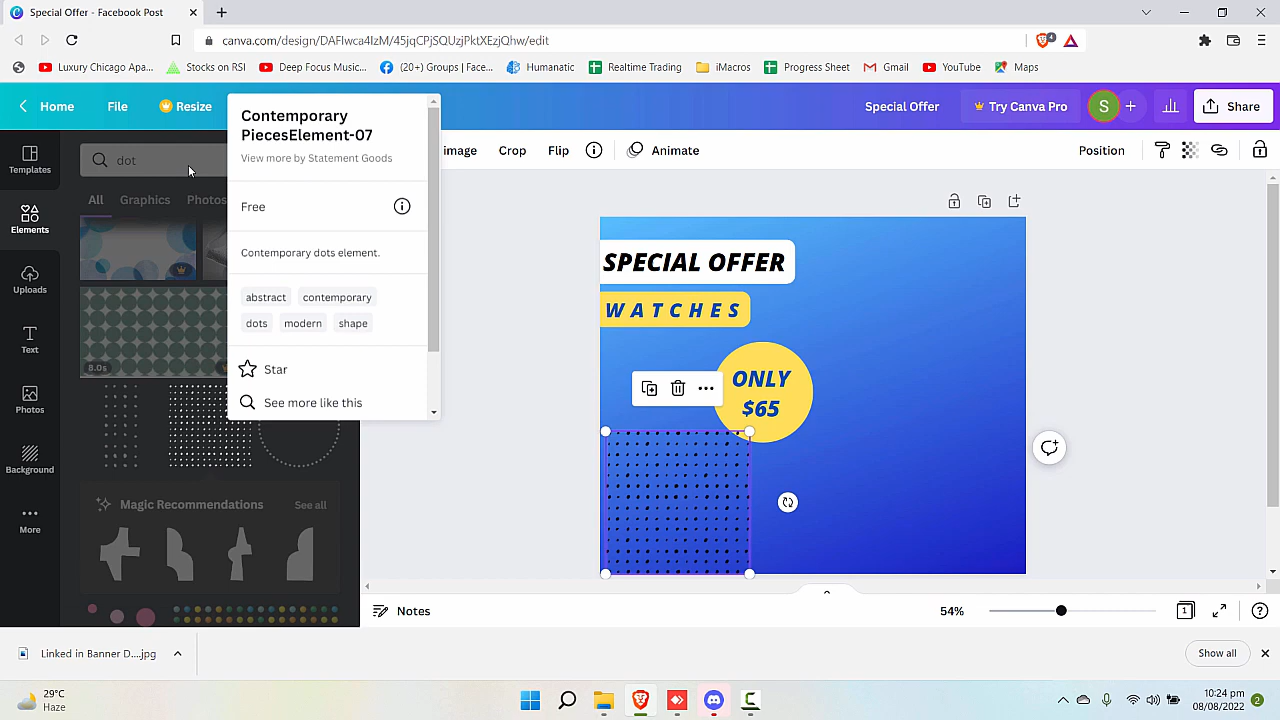 Special Offer - Facebook Post
canva.com/design/DAFIwca4IzM/45jqCPjSQUzjPktXEzjQhw/edit
4
Luxury Chicago Apa...
Stocks on RSI
Deep Focus Music...
(20+) Groups | Face...
Humanatic
Realtime Trading
iMacros
Progress Sheet
Gmail
YouTube
Maps
Home
File
Resize
Special Offer
Try Canva Pro
S
Share
Templates
Elements
Uploads
Text
Photos
Background
More
dot
All
Graphics
Photos
8.0s
Magic Recommendations
See all
Contemporary
PiecesElement-07
View more by Statement Goods
Free
Contemporary dots element.
abstract
contemporary
dots
modern
shape
Star
See more like this
image
Crop
Flip
Animate
Position
SPECIAL OFFER
WATCHES
ONLY
$65
Notes
54%
1
Linked in Banner D....jpg
Show all
29°C
Haze
10:24 pm
08/08/2022
2